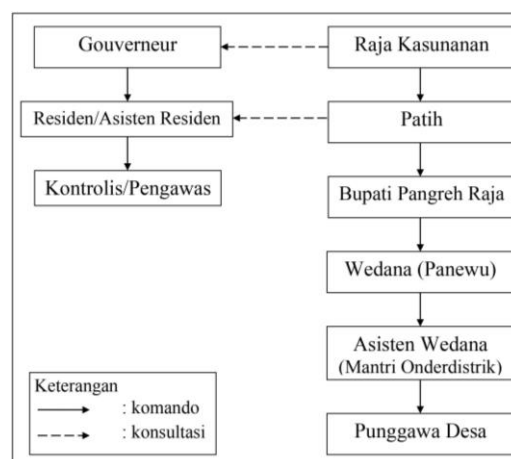 Gouverneur
Raja Kasunanan
Residen/Asisten Residen
Patih
Kontrolis/Pengawas
Bupati Pangreh Raja
Wedana (Panewu)
Asisten Wedana
(Mantri Onderdistrik)
Punggawa Desa
Keterangan
: komando
: konsultasi